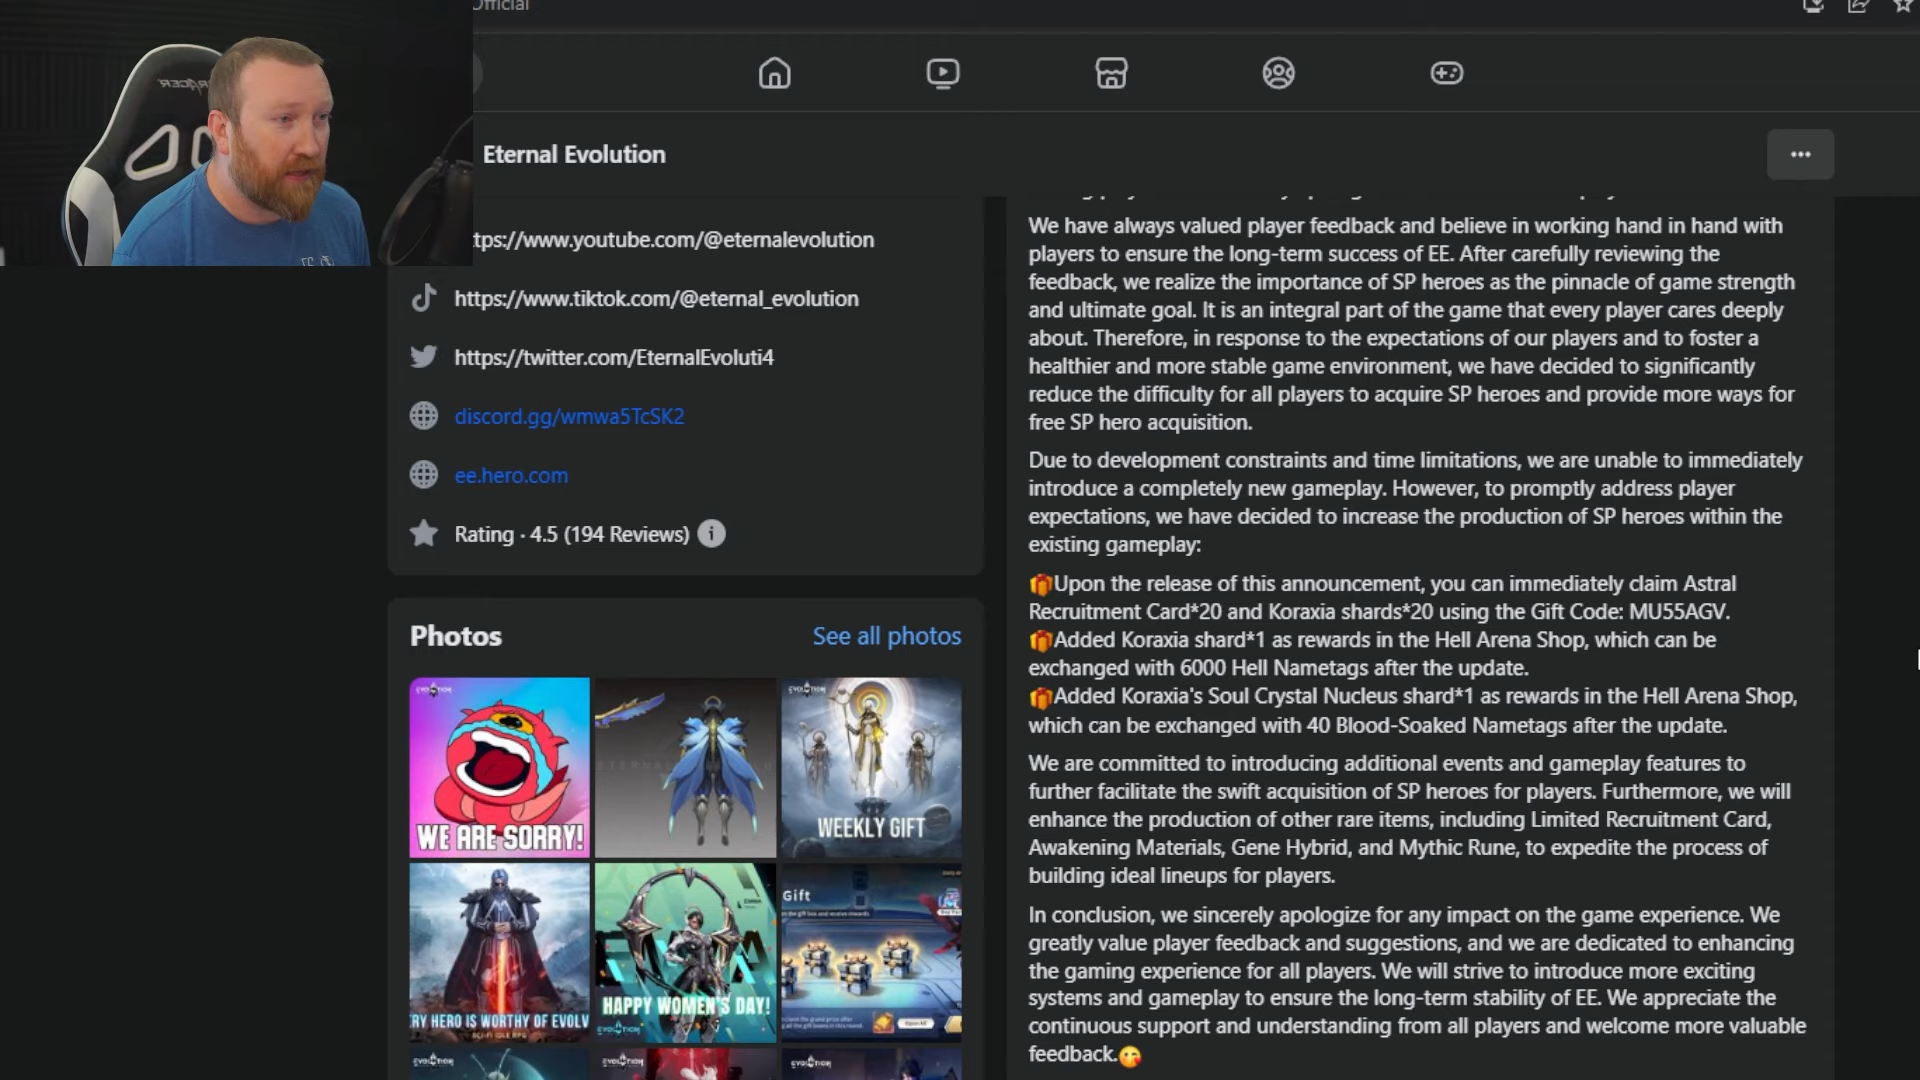 Official
Eternal Evolution
tps://www.youtube.com/@eternalevolution
https://www.tiktok.com/@eternal_evolution
https://twitter.com/EternalEvoluti4
discord.gg/wmwa5TcSK2
ee.hero.com
Rating · 4.5 (194 Reviews)
Photos
See all photos
WE ARE SORRY!
WEEKLY GIFT
RY HERO IS WORTHY OF EVOLV
SCI-FI IDLE RPG
HAPPY WOMEN'S DAY!
Gift
We have always valued player feedback and believe in working hand in hand with
players to ensure the long-term success of EE. After carefully reviewing the
feedback, we realize the importance of SP heroes as the pinnacle of game strength
and ultimate goal. It is an integral part of the game that every player cares deeply
about. Therefore, in response to the expectations of our players and to foster a
healthier and more stable game environment, we have decided to significantly
reduce the difficulty for all players to acquire SP heroes and provide more ways for
free SP hero acquisition.
Due to development constraints and time limitations, we are unable to immediately
introduce a completely new gameplay. However, to promptly address player
expectations, we have decided to increase the production of SP heroes within the
existing gameplay:
🎁Upon the release of this announcement, you can immediately claim Astral
Recruitment Card*20 and Koraxia shards*20 using the Gift Code: MU55AGV.
🎁Added Koraxia shard*1 as rewards in the Hell Arena Shop, which can be
exchanged with 6000 Hell Nametags after the update.
🎁Added Koraxia's Soul Crystal Nucleus shard*1 as rewards in the Hell Arena Shop,
which can be exchanged with 40 Blood-Soaked Nametags after the update.
We are committed to introducing additional events and gameplay features to
further facilitate the swift acquisition of SP heroes for players. Furthermore, we will
enhance the production of other rare items, including Limited Recruitment Card,
Awakening Materials, Gene Hybrid, and Mythic Rune, to expedite the process of
building ideal lineups for players.
In conclusion, we sincerely apologize for any impact on the game experience. We
greatly value player feedback and suggestions, and we are dedicated to enhancing
the gaming experience for all players. We will strive to introduce more exciting
systems and gameplay to ensure the long-term stability of EE. We appreciate the
continuous support and understanding from all players and welcome more valuable
feedback.😋